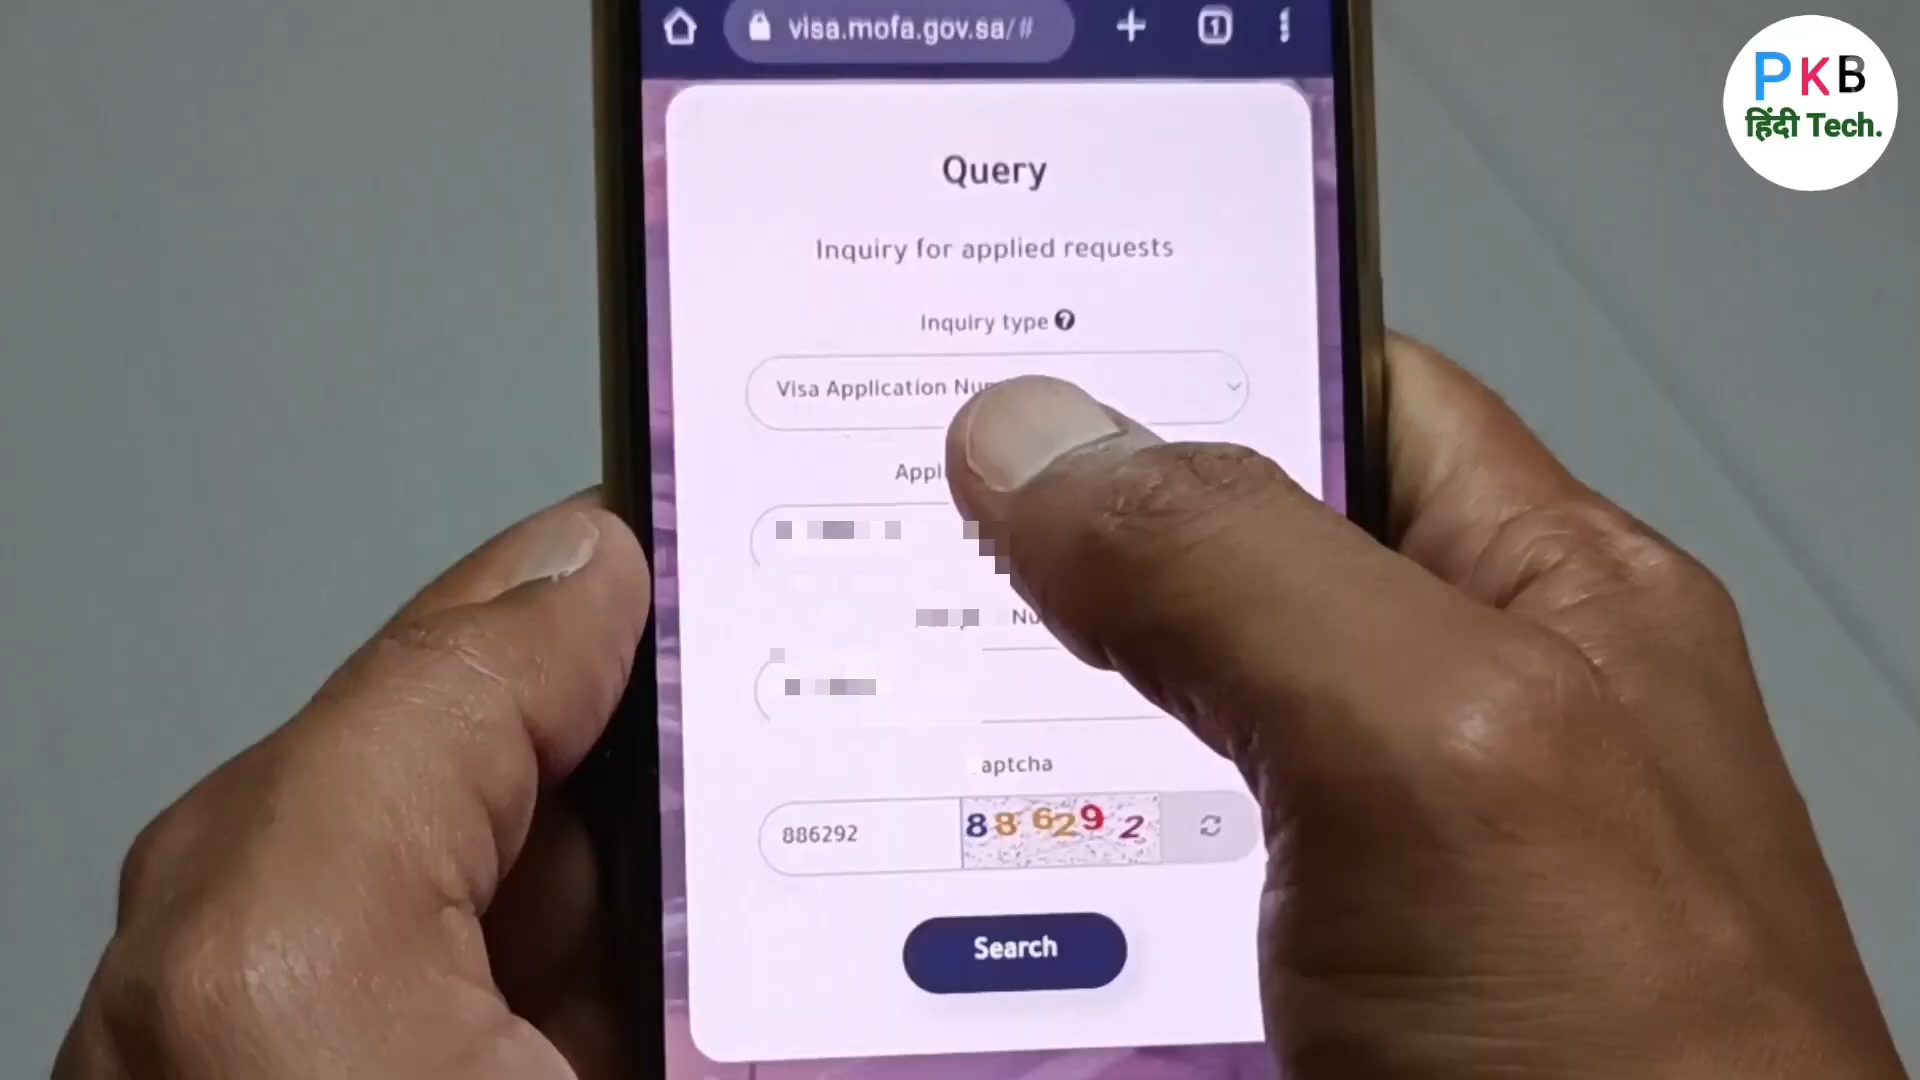 visa.mofa.gov.sa/#
1
PKB
हिंदी Tech.
Query
Inquiry for applied requests
Inquiry type ?
Visa Application Nu
Appl
Nu
aptcha
886292
886292
Search